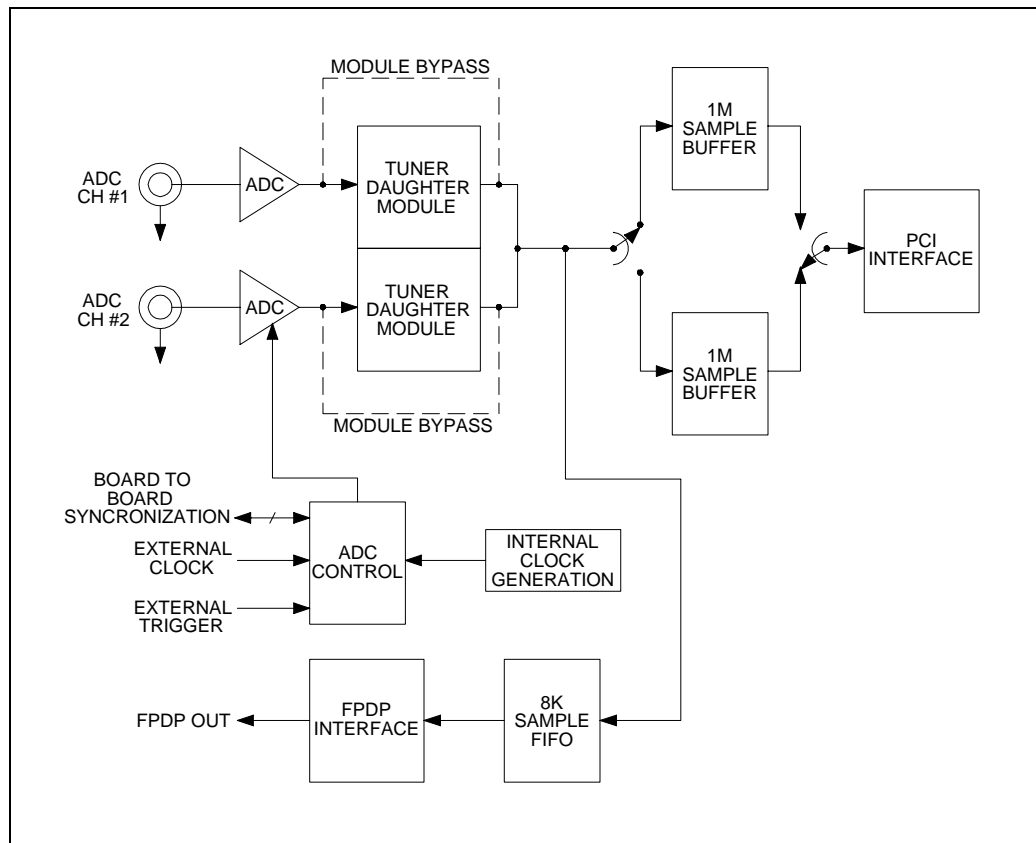 MODULE BYPASS
ADC
CH #1
ADC
TUNER
DAUGHTER
MODULE
1M
SAMPLE
BUFFER
PCI
INTERFACE
ADC
CH #2
ADC
TUNER
DAUGHTER
MODULE
1M
SAMPLE
BUFFER
MODULE BYPASS
BOARD TO
BOARD
SYNCRONIZATION
EXTERNAL
CLOCK
EXTERNAL
TRIGGER
ADC
CONTROL
INTERNAL
CLOCK
GENERATION
FPDP OUT
FPDP
INTERFACE
8K
SAMPLE
FIFO